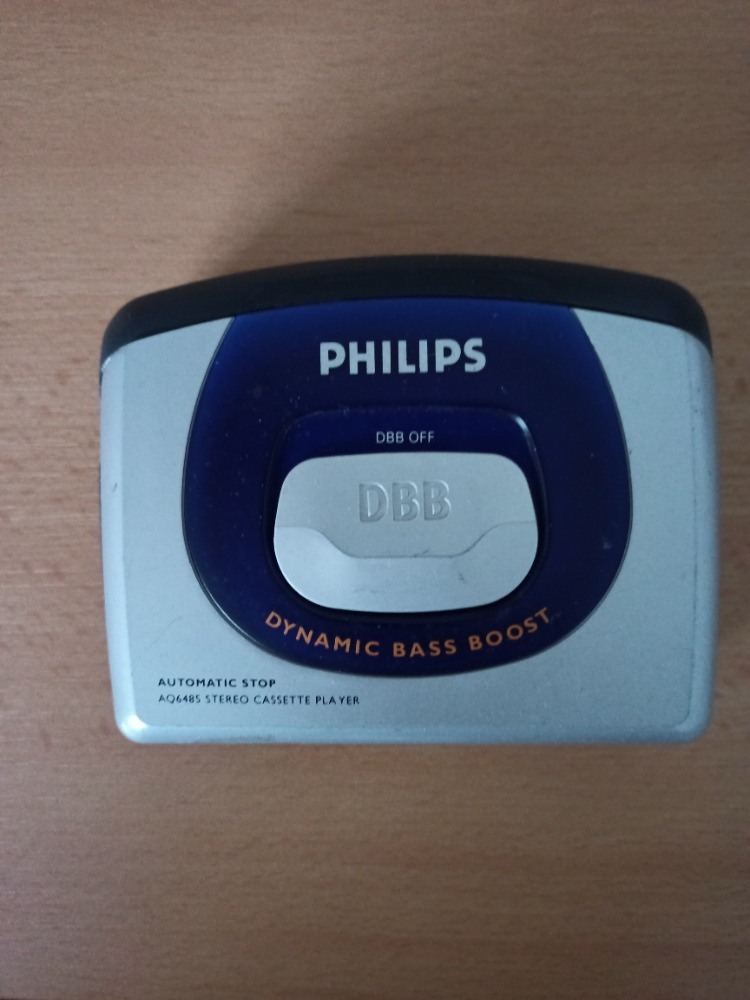 PHILIPS
DBB OFF
DBB
DYNAMIC BASS BOOST
AUTOMATIC STOP
AQ6485 STEREO CASSETTE PLAYER